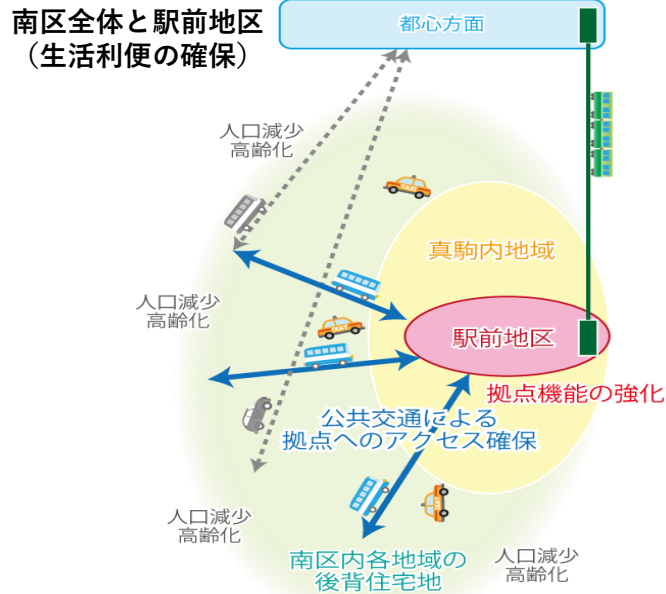 南区全体と駅前地区
（生活利便の確保）
都心方面
人口減少
高齢化
TAXI
真駒内地域
人口減少
高齢化
TAXI
駅前地区
拠点機能の強化
公共交通による
拠点へのアクセス確保
人口減少
高齢化
南区内各地域の
後背住宅地
人口減少
高齢化